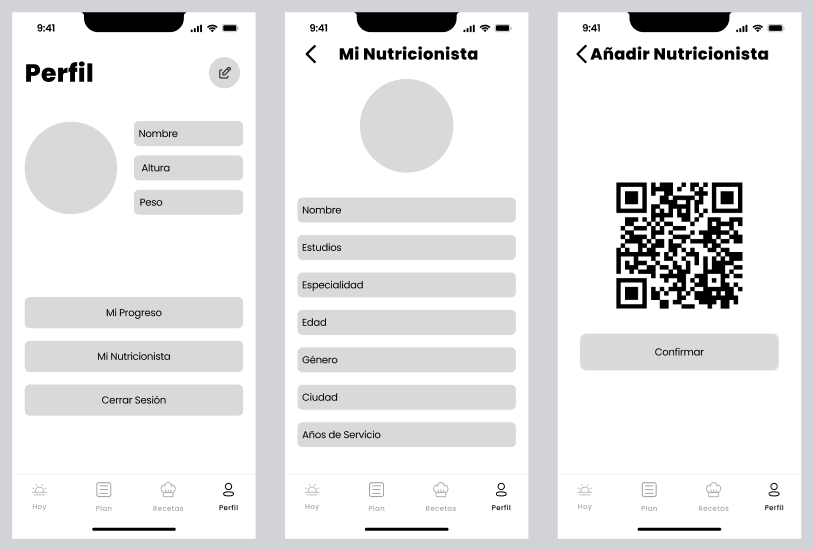 9:41
Perfil
Nombre
Altura
Peso
Mi Progreso
Mi Nutricionista
Cerrar Sesión
Hoy
Plan
Recetas
Perfil
9:41
Mi Nutricionista
Nombre
Estudios
Especialidad
Edad
Género
Ciudad
Años de Servicio
Hoy
Plan
Recetas
Perfil
9:41
Añadir Nutricionista
Confirmar
Hoy
Plan
Recetas
Perfil